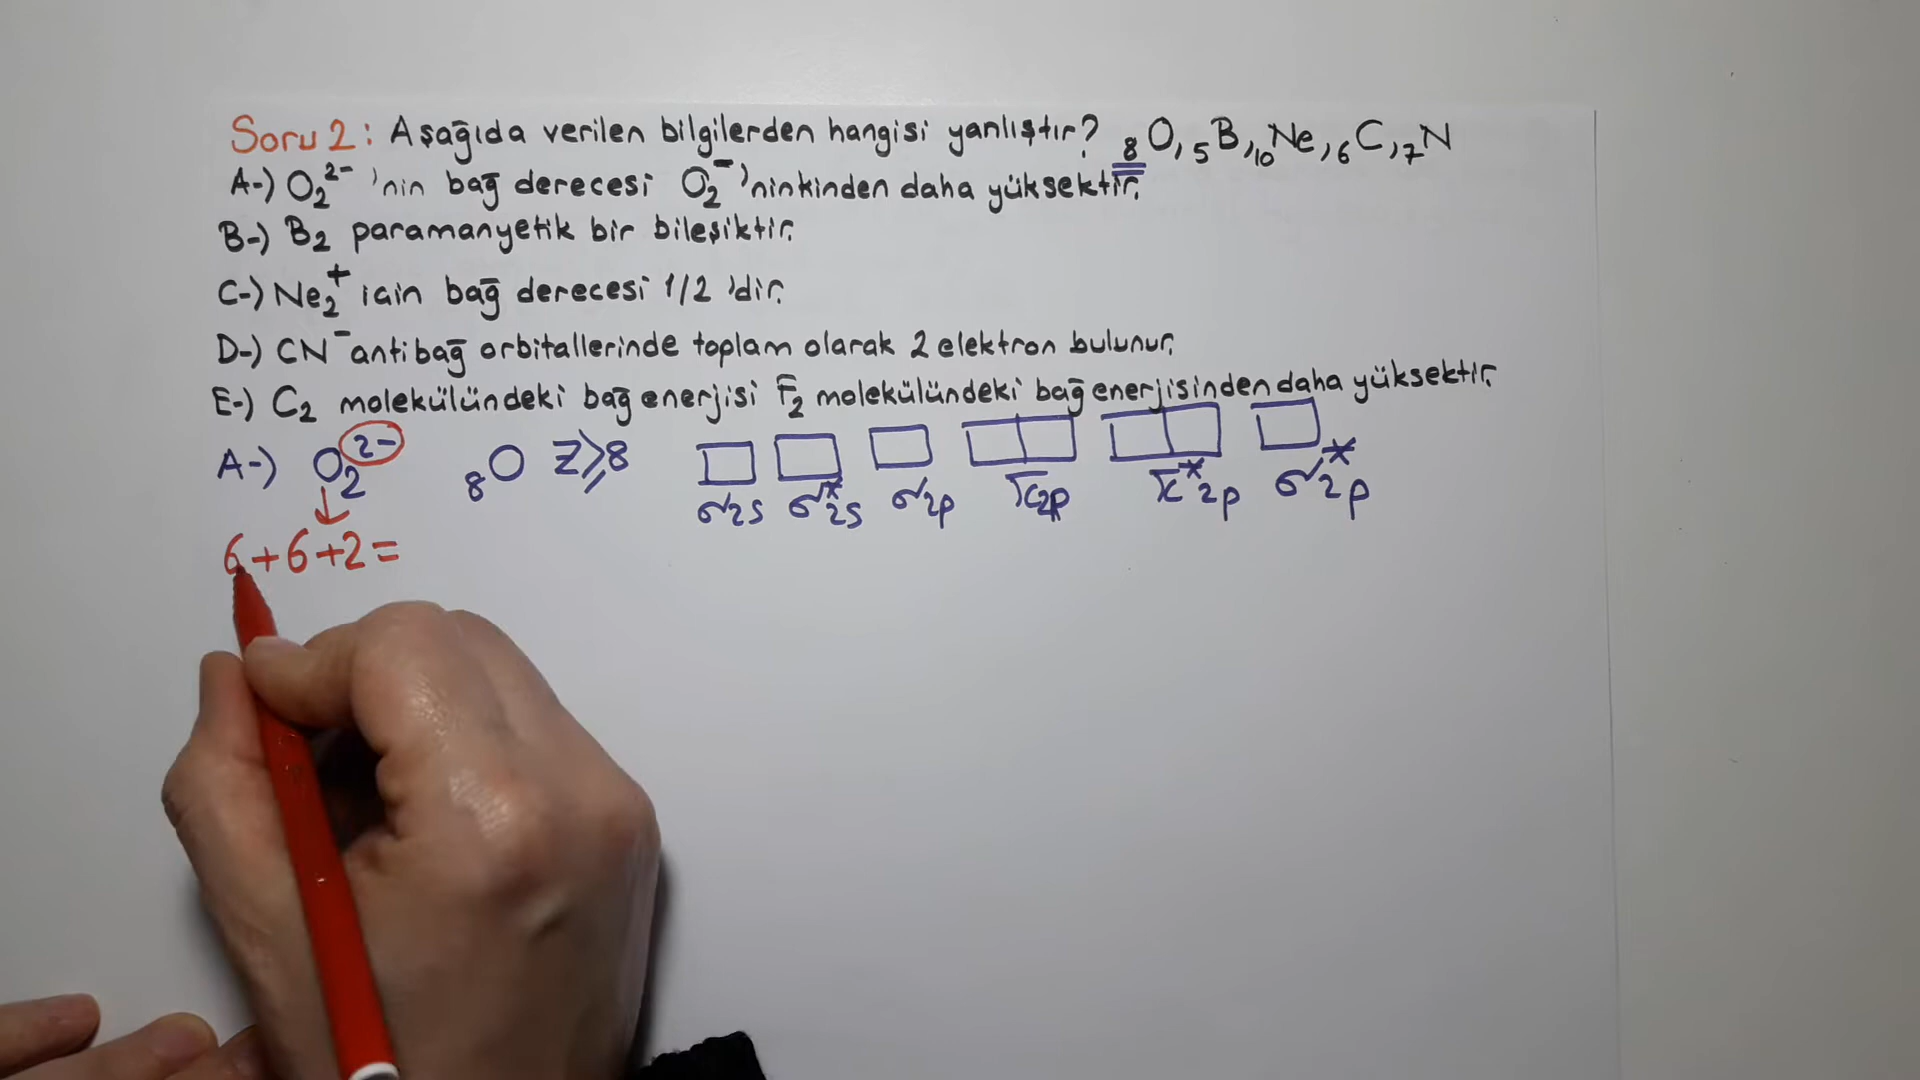 Soru 2: Aşağıda verilen bilgilerden hangisi yanlıştır? ₈O, ₅B, ₁₀Ne, ₆C, ₇N
A-) O₂²⁻ 'nin bağ derecesi O₂⁻'ninkinden daha yüksektir.
B-) B₂ paramanyetik bir bileşiktir.
C-) Ne₂⁺ için bağ derecesi 1/2 'dir.
D-) CN⁻ antibağ orbitallerinde toplam olarak 2 elektron bulunur.
E-) C₂ molekülündeki bağ enerjisi F₂ molekülündeki bağ enerjisinden daha yüksektir.
A-) O₂²⁻ ₈O Z≥8
σ2s σ*2s σ2p π2p π*2p σ*2p
6+6+2=